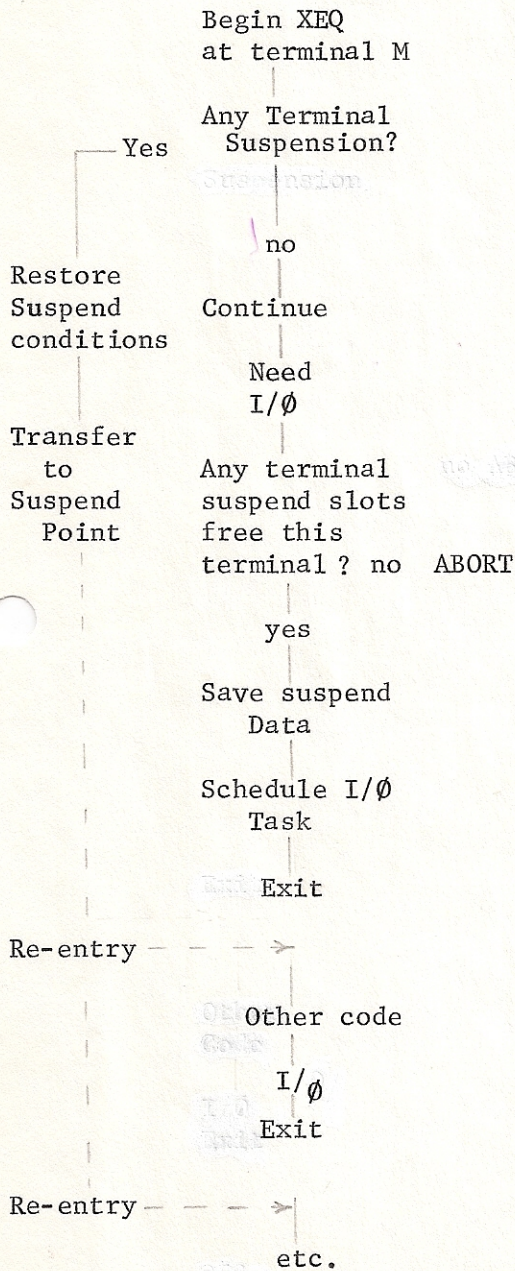 Begin XEQ
at terminal M
Any Terminal
Suspension?
Yes
no
Restore
Suspend
conditions
Continue
Need
I/Ø
Transfer
to
Suspend
Point
Any terminal
suspend slots
free this
terminal ? no ABORT
yes
Save suspend
Data
Schedule I/Ø
Task
Exit
Re-entry
Other code
I/Ø
Exit
Re-entry
etc.